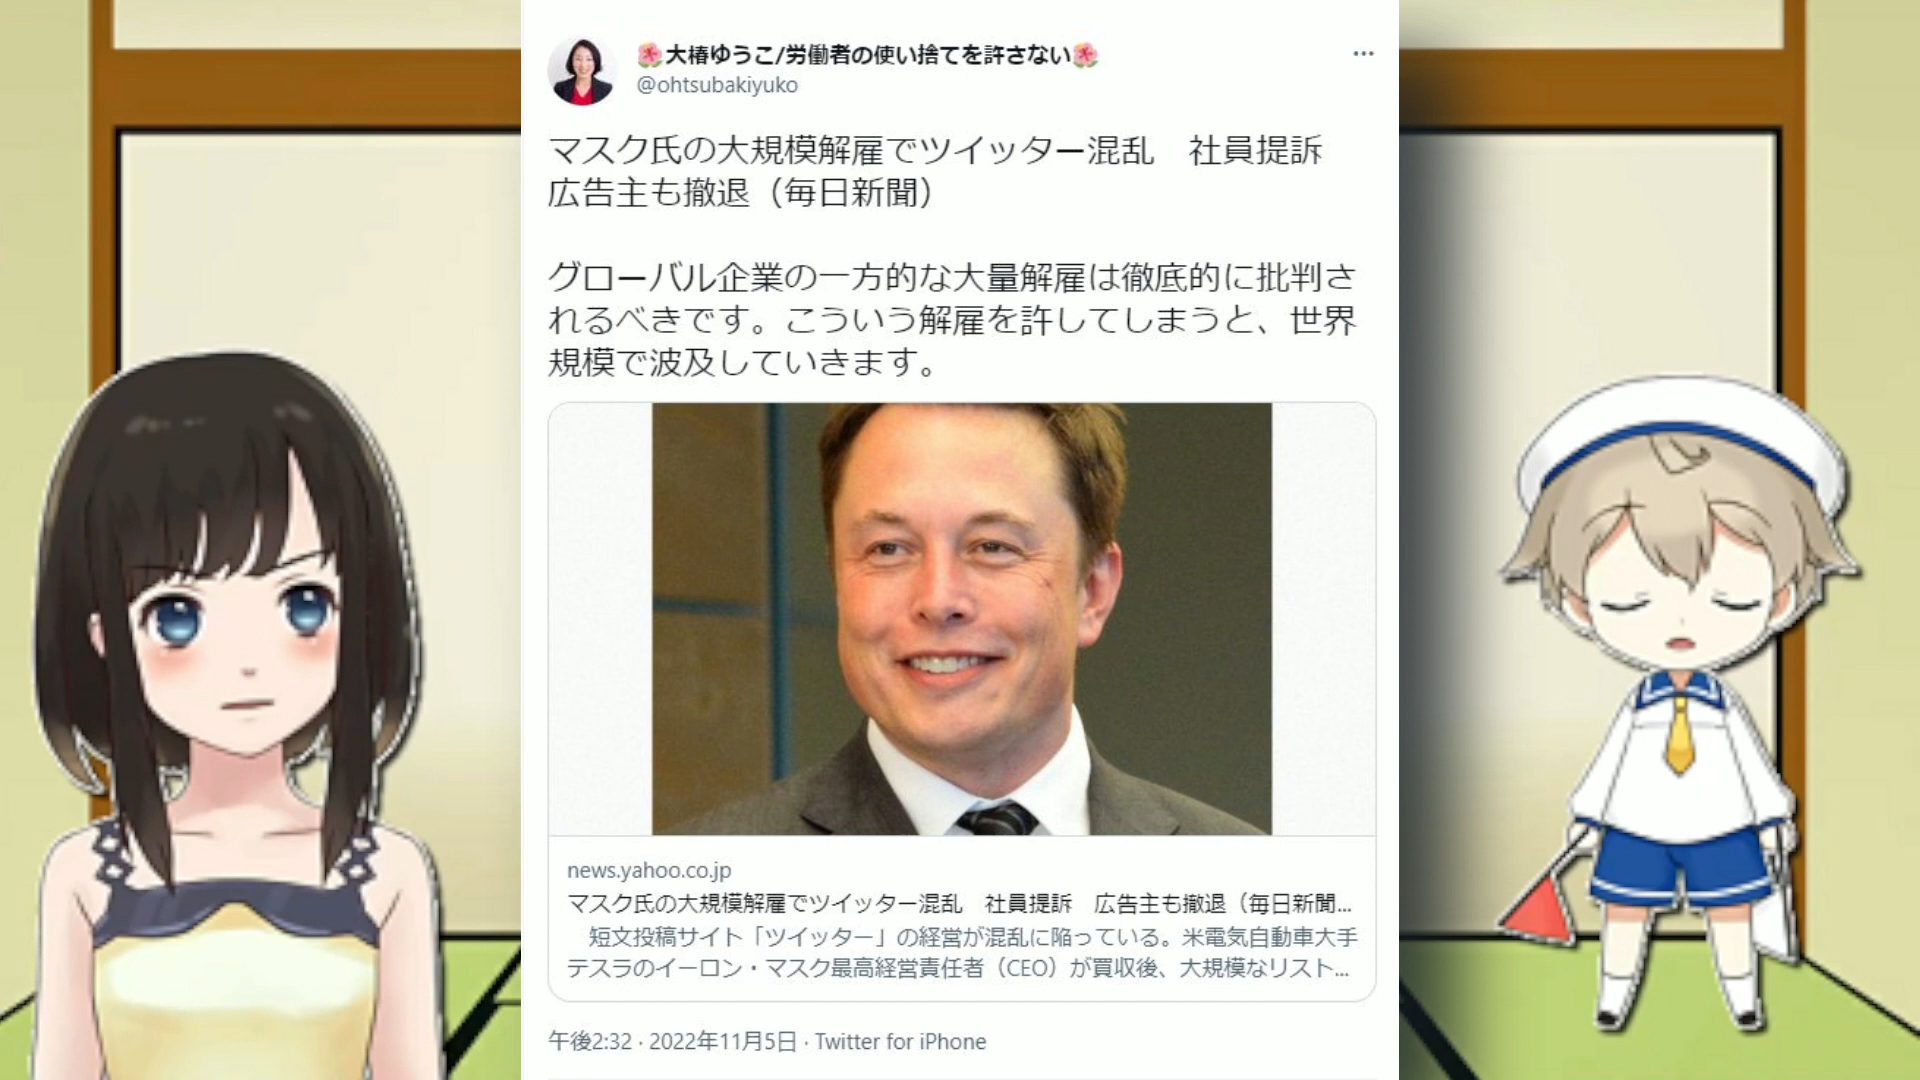 🌺大椿ゆうこ/労働者の使い捨てを許さない🌺
@ohtsubakiyuko
マスク氏の大規模解雇でツイッター混乱　社員提訴
広告主も撤退（毎日新聞）
グローバル企業の一方的な大量解雇は徹底的に批判さ
れるべきです。こういう解雇を許してしまうと、世界
規模で波及していきます。
news.yahoo.co.jp
マスク氏の大規模解雇でツイッター混乱　社員提訴　広告主も撤退（毎日新聞...
短文投稿サイト「ツイッター」の経営が混乱に陥っている。米電気自動車大手
テスラのイーロン・マスク最高経営責任者（CEO）が買収後、大規模なリスト...
午後2:32 · 2022年11月5日 · Twitter for iPhone